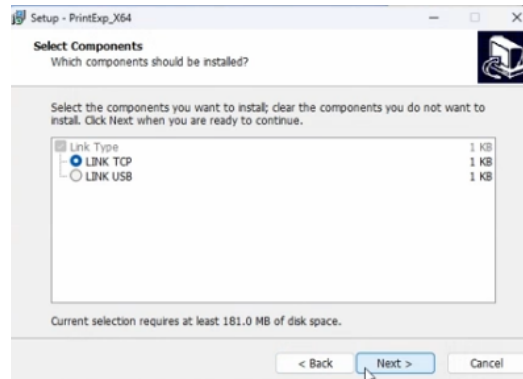 Setup - PrintExp_X64
Select Components
Which components should be installed?
Select the components you want to install; clear the components you do not want to
install. Click Next when you are ready to continue.
Link Type 1 KB
LINK TCP 1 KB
LINK USB 1 KB
Current selection requires at least 181.0 MB of disk space.
< Back Next > Cancel